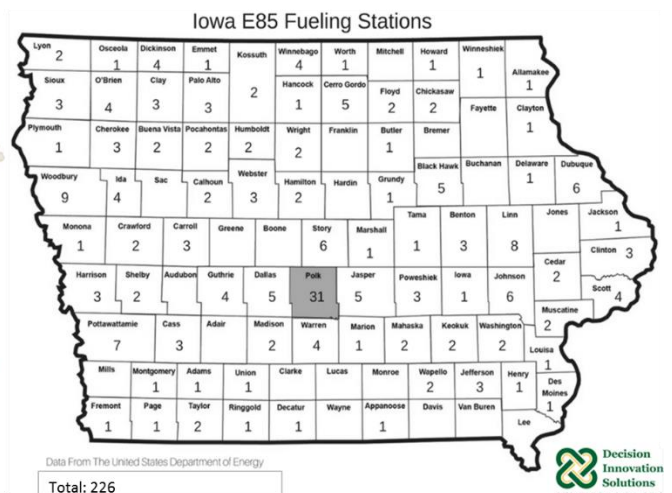 Iowa E85 Fueling Stations
Lyon Osceola Dickinson Emmet Kossuth Winnebago Worth Mitchell Howard Winneshiek Allamakee
2 1 4 1 2 4 1 1 1 1
Sioux O'Brien Clay Palo Alto Hancock Cerro Gordo Floyd Chickasaw Fayette Clayton
3 4 3 3 1 5 2 2 1
Plymouth Cherokee Buena Vista Pocahontas Humboldt Wright Franklin Butler Bremer
1 3 2 2 2 2 1
Woodbury Ida Sac Calhoun Webster Hamilton Hardin Grundy Black Hawk Buchanan Delaware Dubuque
9 4 2 3 2 1 5 1 6
Monona Crawford Carroll Greene Boone Story Marshall Tama Benton Linn Jones Jackson
1 2 3 6 1 1 3 8 1
Clinton 3
Harrison Shelby Audubon Guthrie Dallas Polk Jasper Poweshiek Iowa Johnson Cedar Scott
3 2 4 5 31 5 3 1 6 2 4
Pottawattamie Cass Adair Madison Warren Marion Mahaska Keokuk Washington Muscatine Louisa
7 3 2 4 1 2 2 2 2 1
Mills Montgomery Adams Union Clarke Lucas Monroe Wapello Jefferson Henry Des Moines
1 1 1 2 3 1 1
Fremont Page Taylor Ringgold Decatur Wayne Appanoose Davis Van Buren Lee
1 1 2 1 1 1
Data From The United States Department of Energy
Total: 226
Decision
Innovation
Solutions